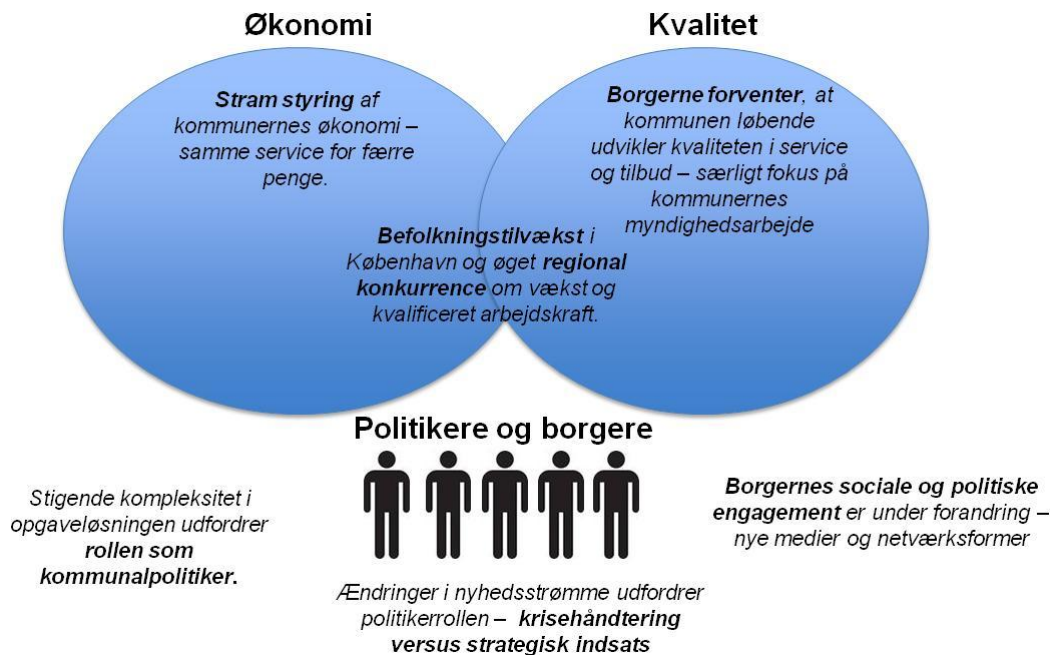 Økonomi
Kvalitet
Stram styring af
kommunernes økonomi –
samme service for færre
penge.
Borgerne forventer, at
kommunen løbende
udvikler kvaliteten i service
og tilbud – særligt fokus på
kommunernes
myndighedsarbejde
Befolkningstilvækst i
København og øget regional
konkurrence om vækst og
kvalificeret arbejdskraft.
Politikere og borgere
Stigende kompleksitet i
opgaveløsningen udfordrer
rollen som
kommunalpolitiker.
Borgernes sociale og politiske
engagement er under forandring –
nye medier og netværksformer
Ændringer i nyhedsstrømme udfordrer
politikerrollen – krisehåndtering
versus strategisk indsats